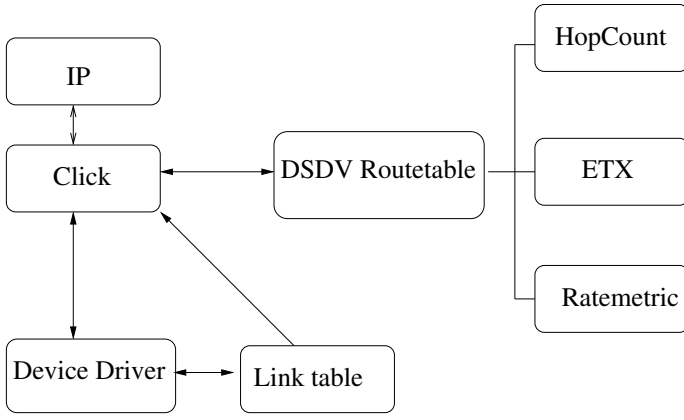 HopCount
IP
Click
DSDV Routetable
ETX
Ratemetric
Device Driver
Link table